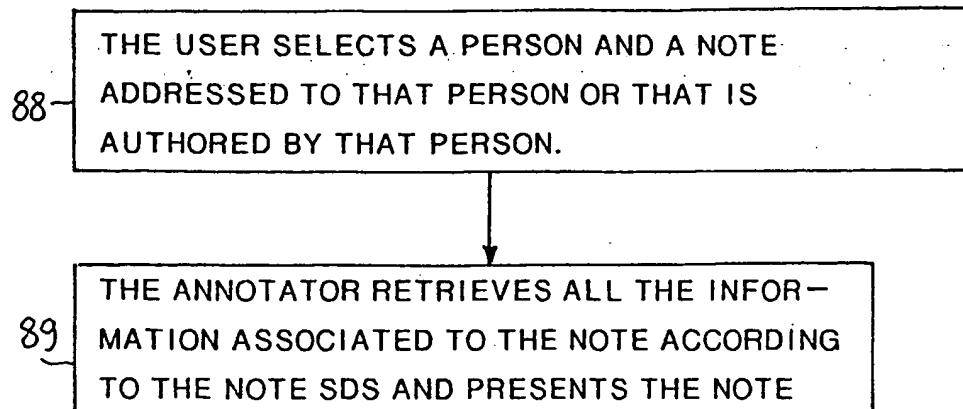 THE USER SELECTS A PERSON AND A NOTE
88
ADDRESSED TO THAT PERSON OR THAT IS
AUTHORED BY THAT PERSON.
THE ANNOTATOR RETRIEVES ALL THE INFOR-
89
MATION ASSOCIATED TO THE NOTE ACCORDING
TO THE NOTE SDS AND PRESENTS THE NOTE